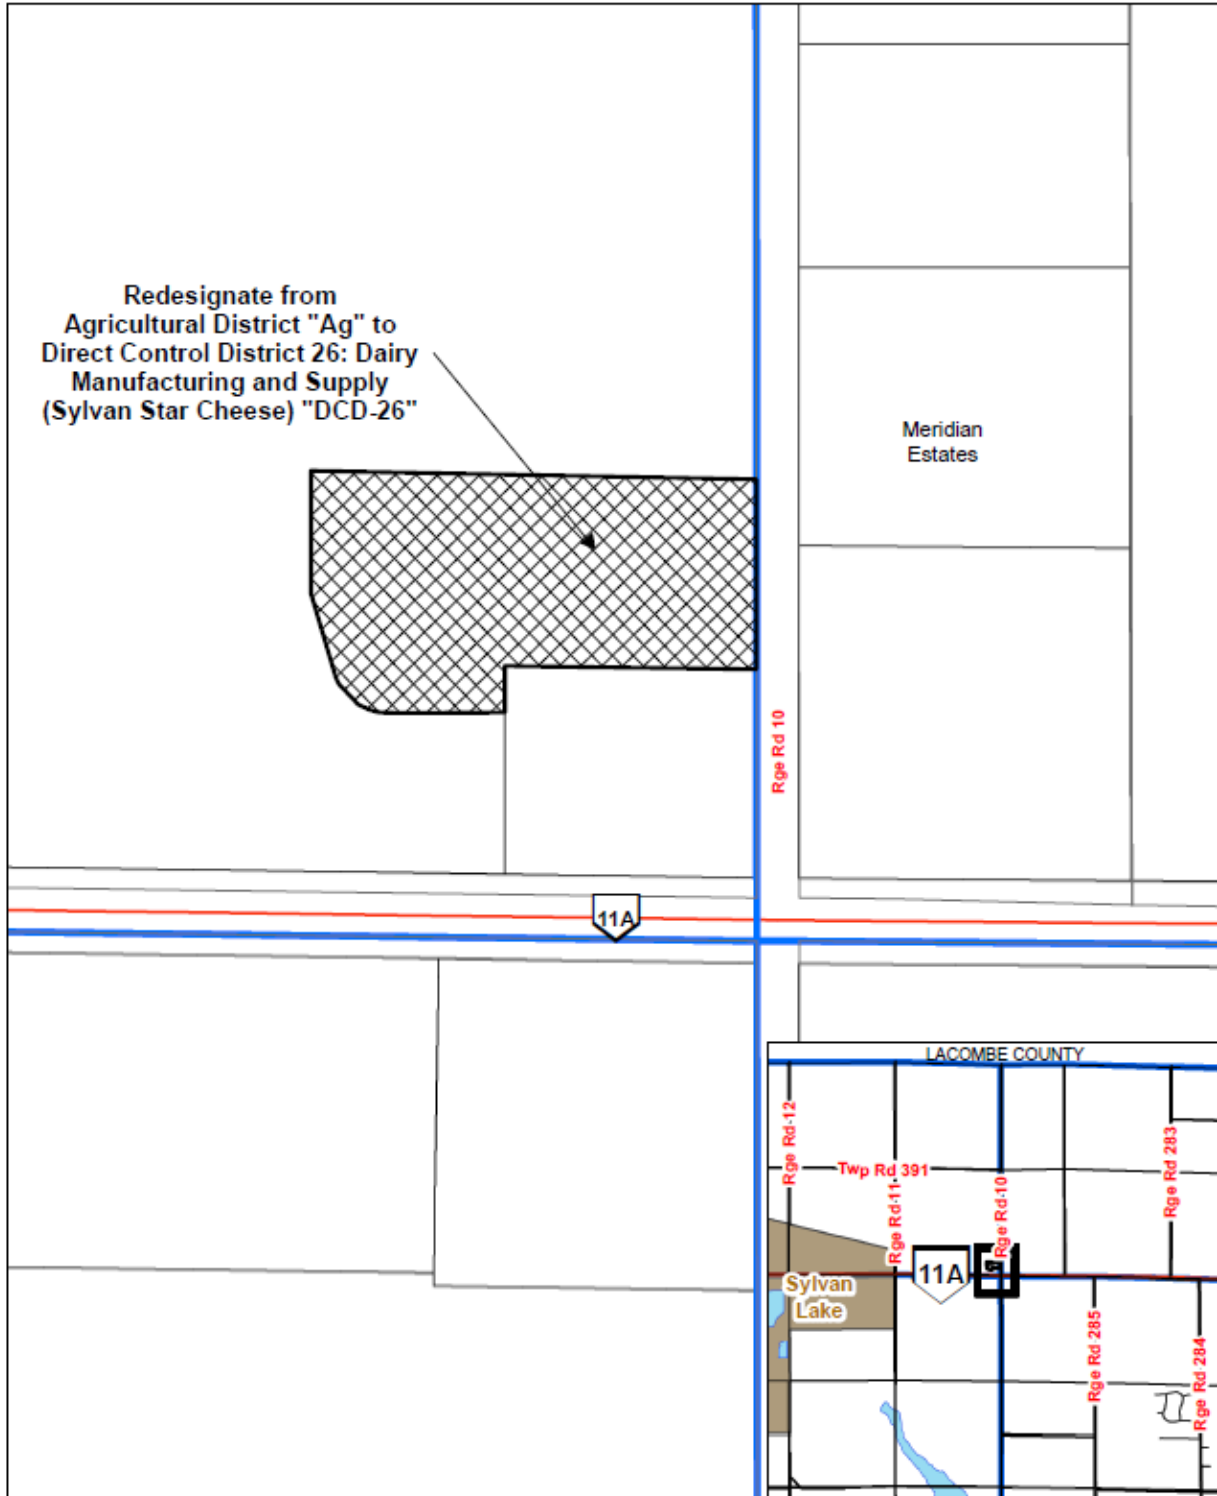 Redesignate from
Agricultural District "Ag" to
Direct Control District 26: Dairy
Manufacturing and Supply
(Sylvan Star Cheese) "DCD-26"
Meridian
Estates
Rge Rd 10
11A
LACOMBE COUNTY
Rge Rd 12
Twp Rd 391
Rge Rd 11
Rge Rd 10
Rge Rd 283
11A
Sylvan
Lake
Rge Rd 285
Rge Rd 284